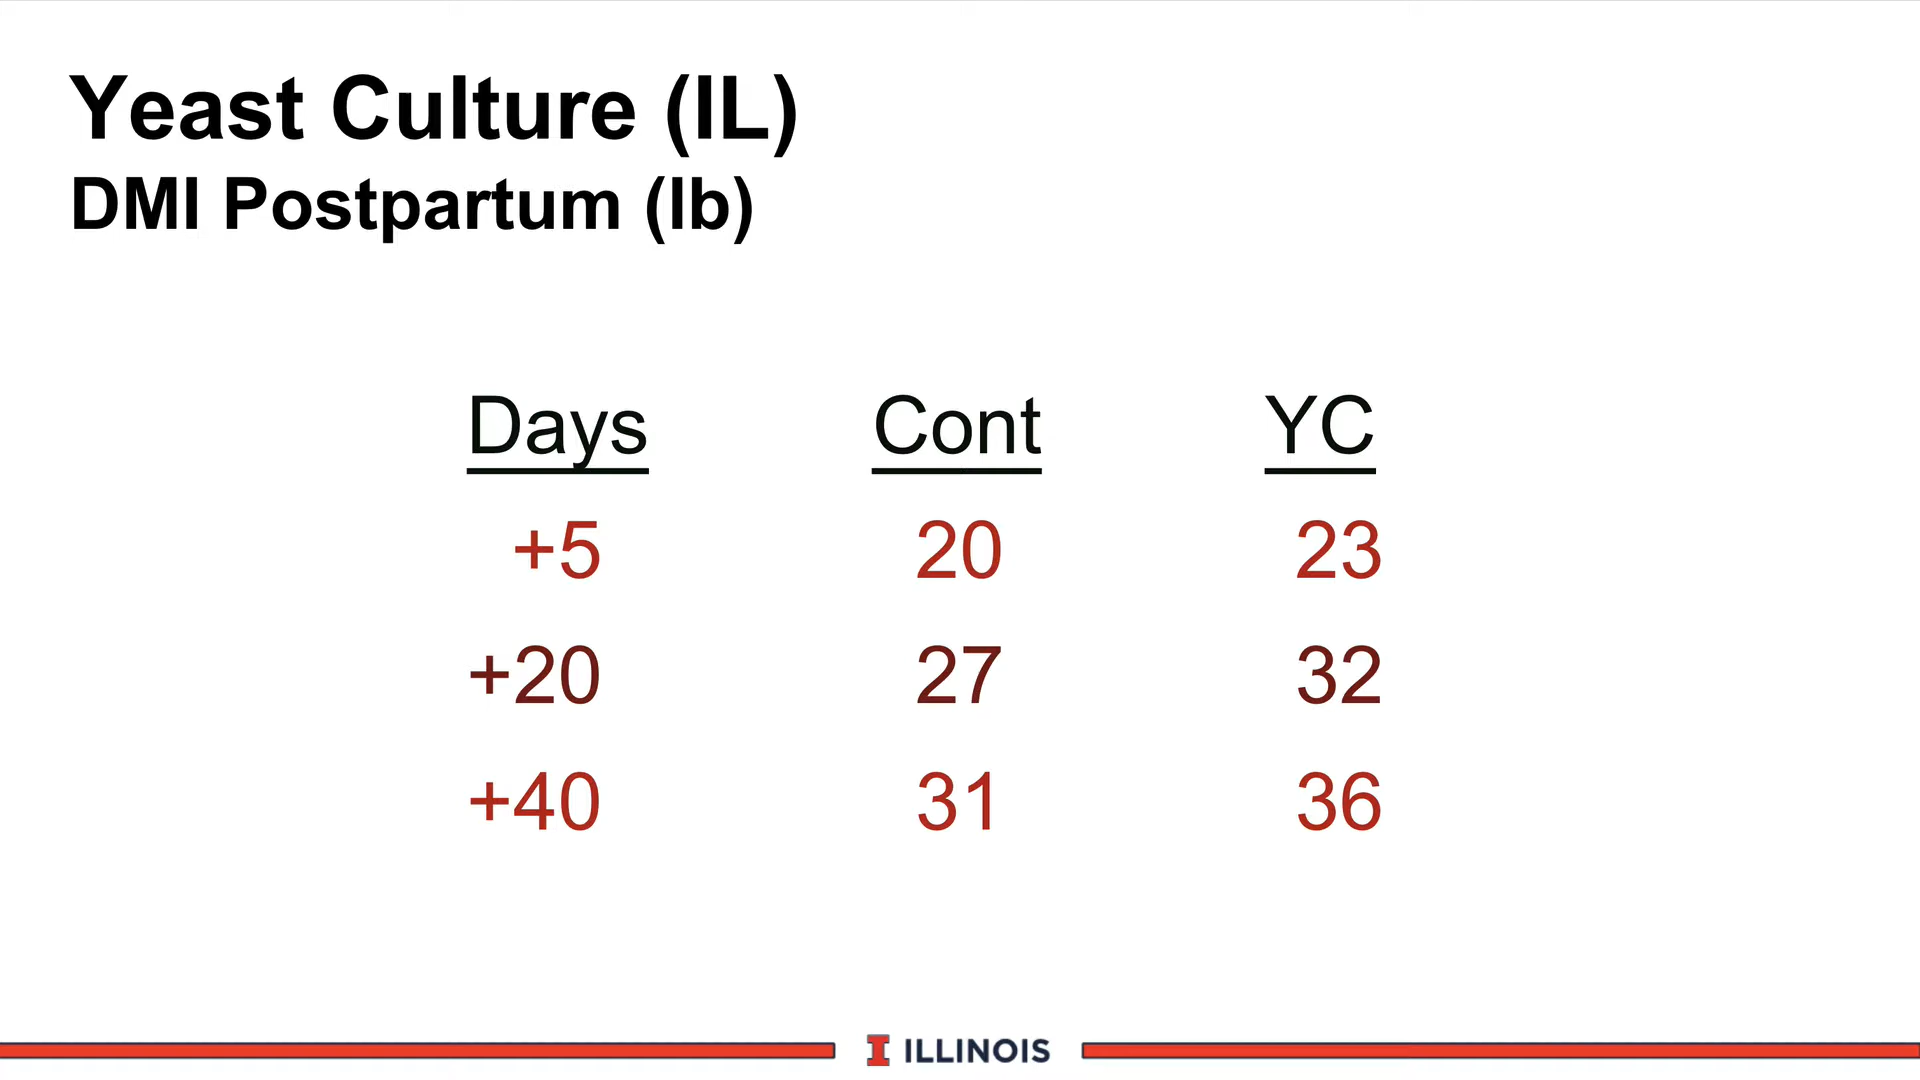 Yeast Culture (IL)
DMI Postpartum (lb)
Days Cont YC
+5 20 23
+20 27 32
+40 31 36
I ILLINOIS